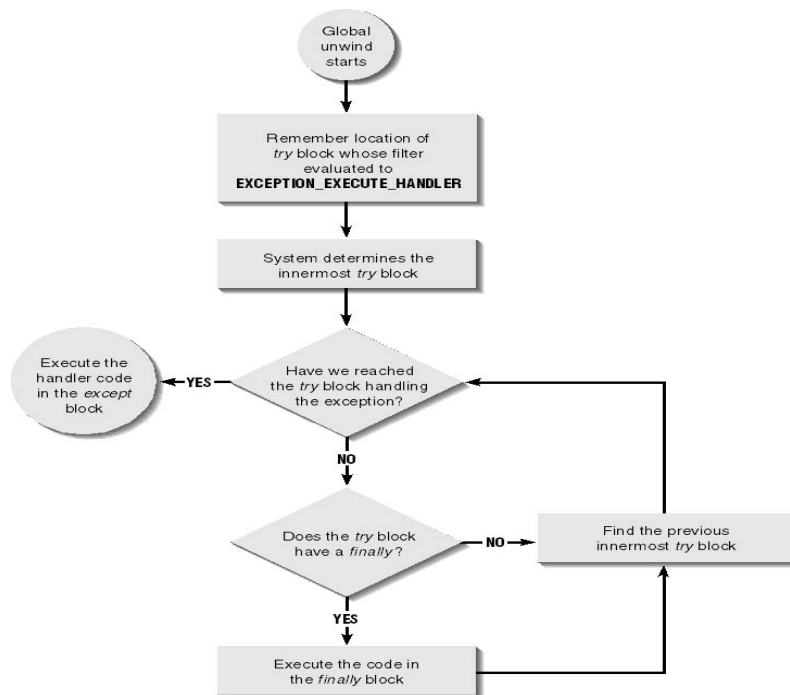 Global
unwind
starts
Remember location of
try block whose filter
evaluated to
EXCEPTION_EXECUTE_HANDLER
System determines the
innermost try block
Have we reached
the try block handling
the exception?
YES
Execute the
handler code
in the except
block
NO
Does the try block
have a finally?
NO
Find the previous
innermost try block
YES
Execute the code in
the finally block